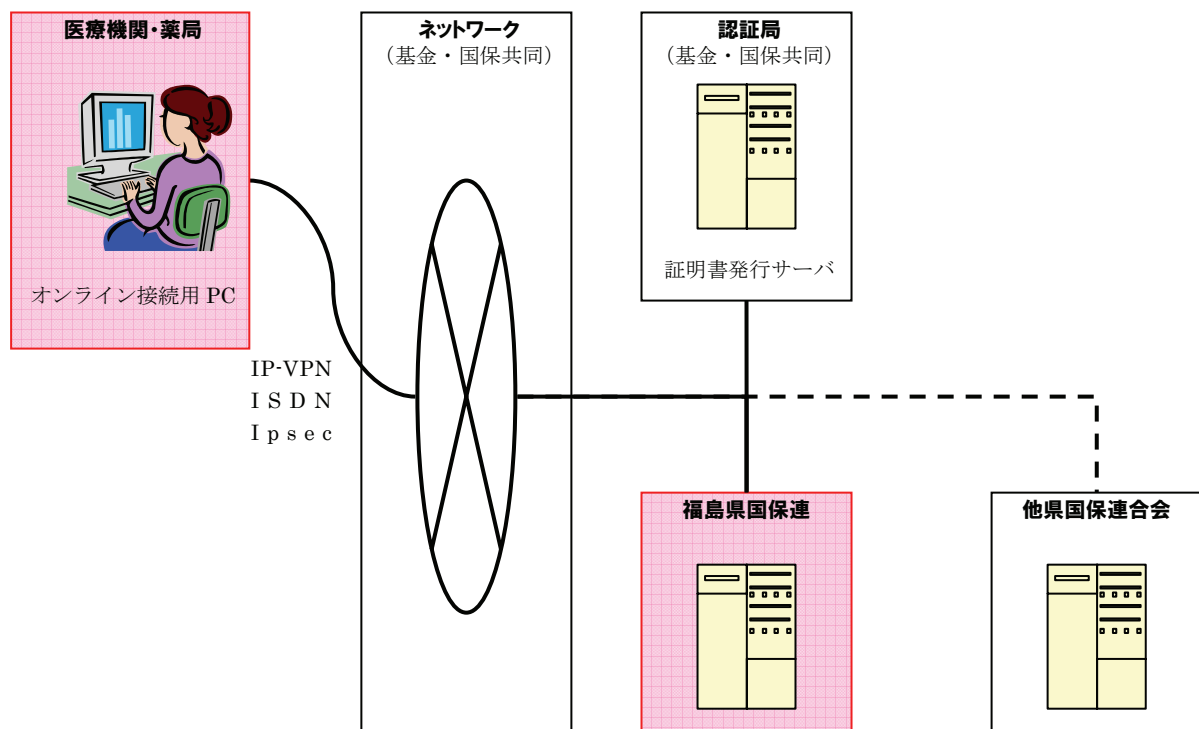 医療機関・薬局
オンライン接続用 PC
IP-VPN
ISDN
Ipsec
ネットワーク
（基金・国保共同）
認証局
（基金・国保共同）
証明書発行サーバ
福島県国保連
他県国保連合会